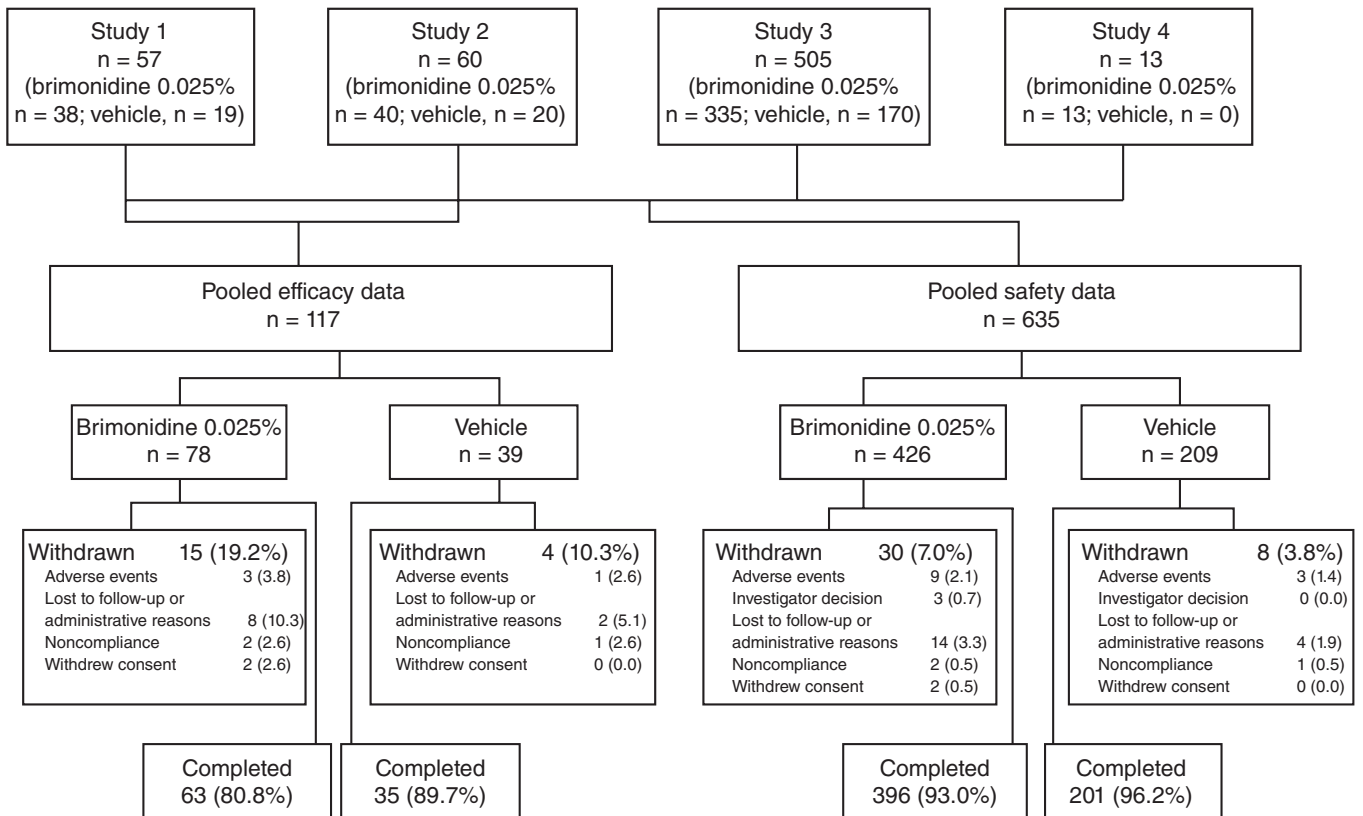 Study 1
n = 57
(brimonidine 0.025%
n = 38; vehicle, n = 19)
Study 2
n = 60
(brimonidine 0.025%
n = 40; vehicle, n = 20)
Study 3
n = 505
(brimonidine 0.025%
n = 335; vehicle, n = 170)
Study 4
n = 13
(brimonidine 0.025%
n = 13; vehicle, n = 0)
Pooled efficacy data
n = 117
Pooled safety data
n = 635
Brimonidine 0.025%
n = 78
Vehicle
n = 39
Brimonidine 0.025%
n = 426
Vehicle
n = 209
Withdrawn 15 (19.2%)
Adverse events 3 (3.8)
Lost to follow-up or
administrative reasons 8 (10.3)
Noncompliance 2 (2.6)
Withdrew consent 2 (2.6)
Withdrawn 4 (10.3%)
Adverse events 1 (2.6)
Lost to follow-up or
administrative reasons 2 (5.1)
Noncompliance 1 (2.6)
Withdrew consent 0 (0.0)
Withdrawn 30 (7.0%)
Adverse events 9 (2.1)
Investigator decision 3 (0.7)
Lost to follow-up or
administrative reasons 14 (3.3)
Noncompliance 2 (0.5)
Withdrew consent 2 (0.5)
Withdrawn 8 (3.8%)
Adverse events 3 (1.4)
Investigator decision 0 (0.0)
Lost to follow-up or
administrative reasons 4 (1.9)
Noncompliance 1 (0.5)
Withdrew consent 0 (0.0)
Completed
63 (80.8%)
Completed
35 (89.7%)
Completed
396 (93.0%)
Completed
201 (96.2%)